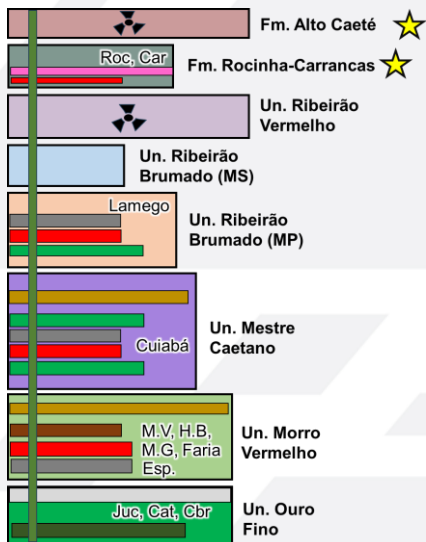 Fm. Alto Caeté
Roc, Car
Fm. Rocinha-Carrancas
Un. Ribeirão
Vermelho
Un. Ribeirão
Brumado (MS)
Lamego
Un. Ribeirão
Brumado (MP)
Cuiabá
Un. Mestre
Caetano
M.V, H.B,
M.G, Faria
Esp.
Un. Morro
Vermelho
Juc, Cat, Cbr
Un. Ouro
Fino